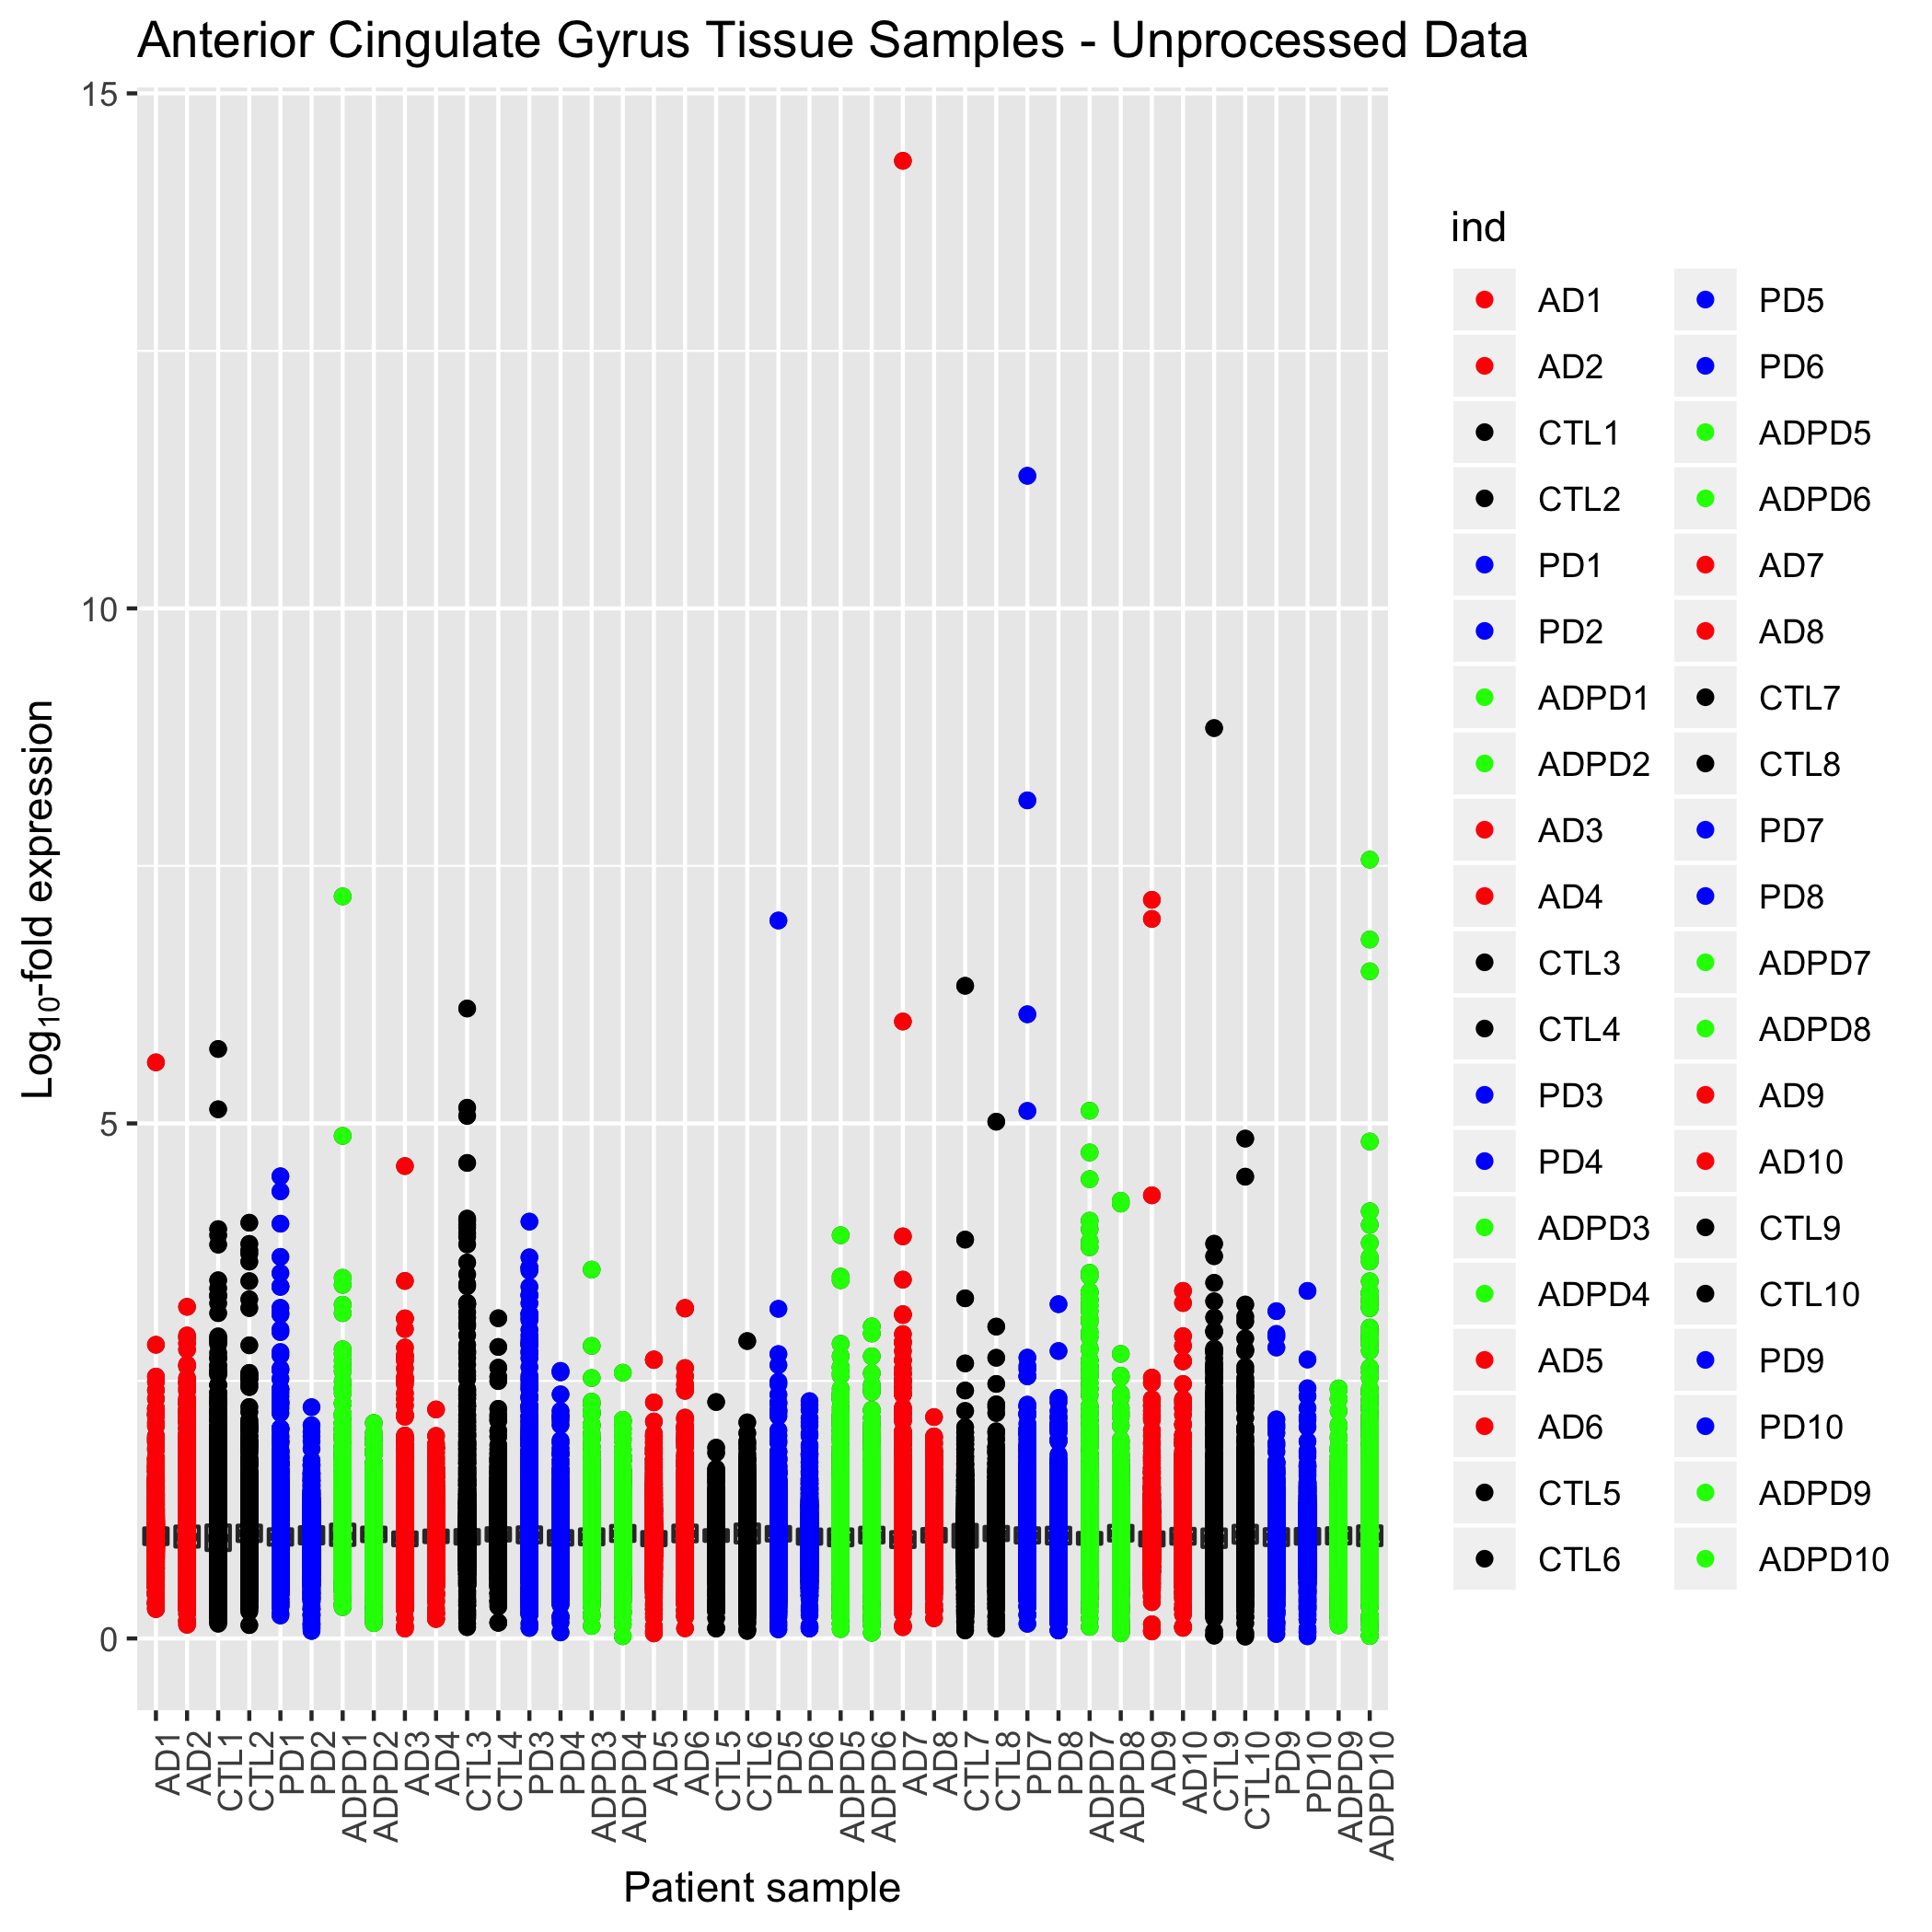 Anterior Cingulate Gyrus Tissue Samples - Unprocessed Data
15
10
5
0
Log10-fold expression
AD1
AD2
CTL1
CTL2
PD1
PD2
ADPD1
ADPD2
AD3
AD4
CTL3
CTL4
PD3
PD4
ADPD3
ADPD4
AD5
AD6
CTL5
CTL6
PD5
PD6
ADPD5
ADPD6
AD7
AD8
CTL7
CTL8
PD7
PD8
ADPD7
ADPD8
AD9
AD10
CTL9
CTL10
PD9
PD10
ADPD9
ADPD10
Patient sample
ind
AD1
AD2
CTL1
CTL2
PD1
PD2
ADPD1
ADPD2
AD3
AD4
CTL3
CTL4
PD3
PD4
ADPD3
ADPD4
AD5
AD6
CTL5
CTL6
PD5
PD6
ADPD5
ADPD6
AD7
AD8
CTL7
CTL8
PD7
PD8
ADPD7
ADPD8
AD9
AD10
CTL9
CTL10
PD9
PD10
ADPD9
ADPD10